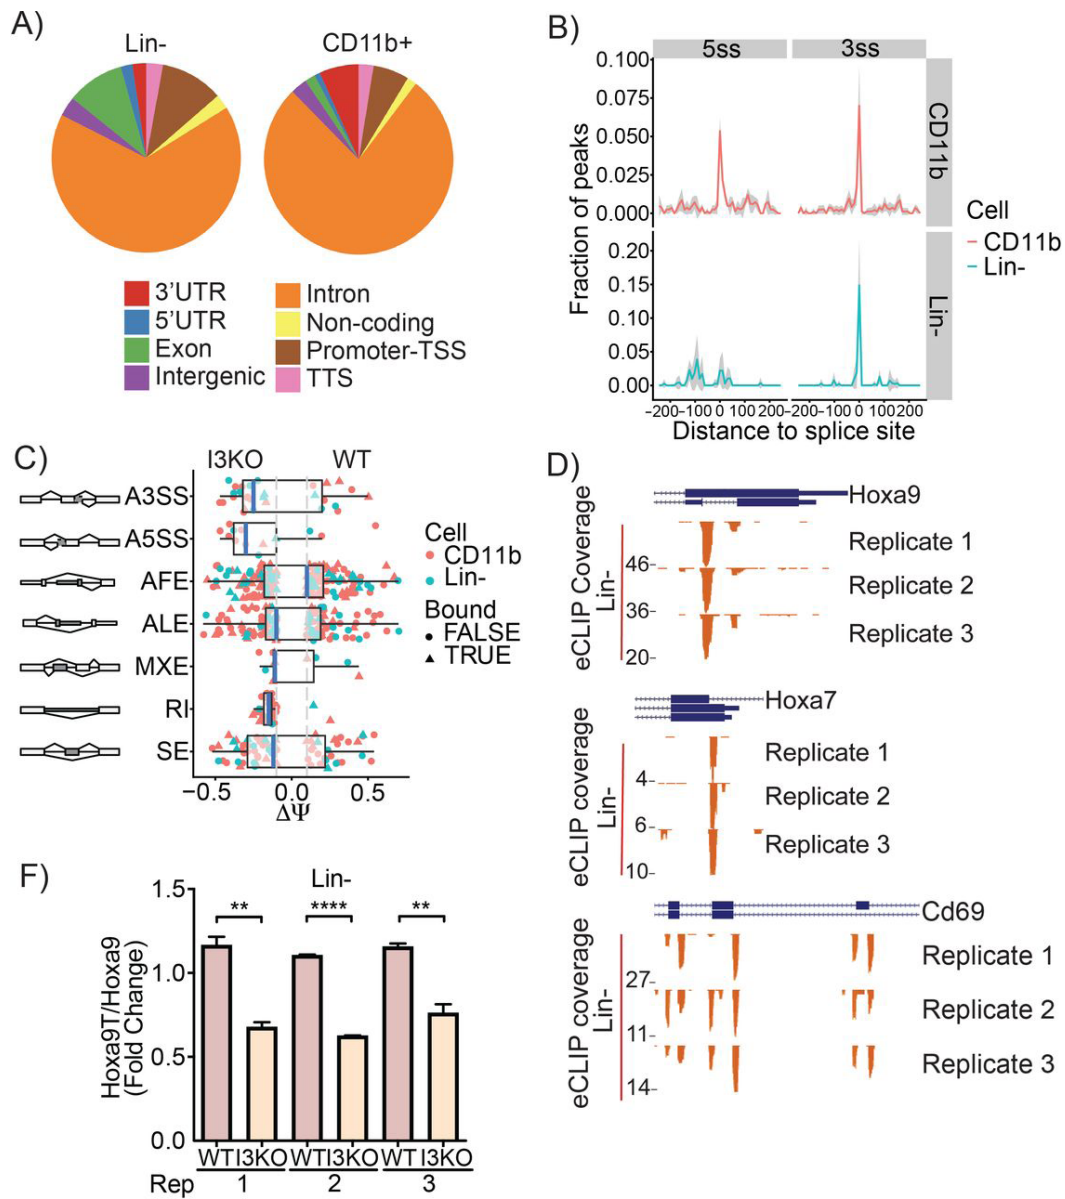 A)
Lin-
CD11b+
3'UTR
5'UTR
Exon
Intergenic
Intron
Non-coding
Promoter-TSS
TTS
B)
5ss
3ss
Fraction of peaks
0.100
0.075
0.050
0.025
0.000
CD11b
0.20
0.15
0.10
0.05
0.00
Lin-
−200 −100 0 100 200
−200 −100 0 100 200
Distance to splice site
Cell
CD11b
Lin-
C)
I3KO
WT
A3SS
A5SS
AFE
ALE
MXE
RI
SE
−0.5 0.0 0.5
ΔΨ
Cell
CD11b
Lin-
Bound
FALSE
TRUE
D)
Hoxa9
eCLIP Coverage
Lin-
Replicate 1
46-
Replicate 2
36-
Replicate 3
20-
Hoxa7
eCLIP coverage
Lin-
Replicate 1
4-
Replicate 2
6-
Replicate 3
10-
Cd69
eCLIP coverage
Lin-
Replicate 1
27-
Replicate 2
11-
Replicate 3
14-
F)
Lin-
Hoxa9T/Hoxa9
(Fold Change)
1.5
1.0
0.5
0.0
** **** **
WT I3KO WT I3KO WT I3KO
Rep 1 2 3